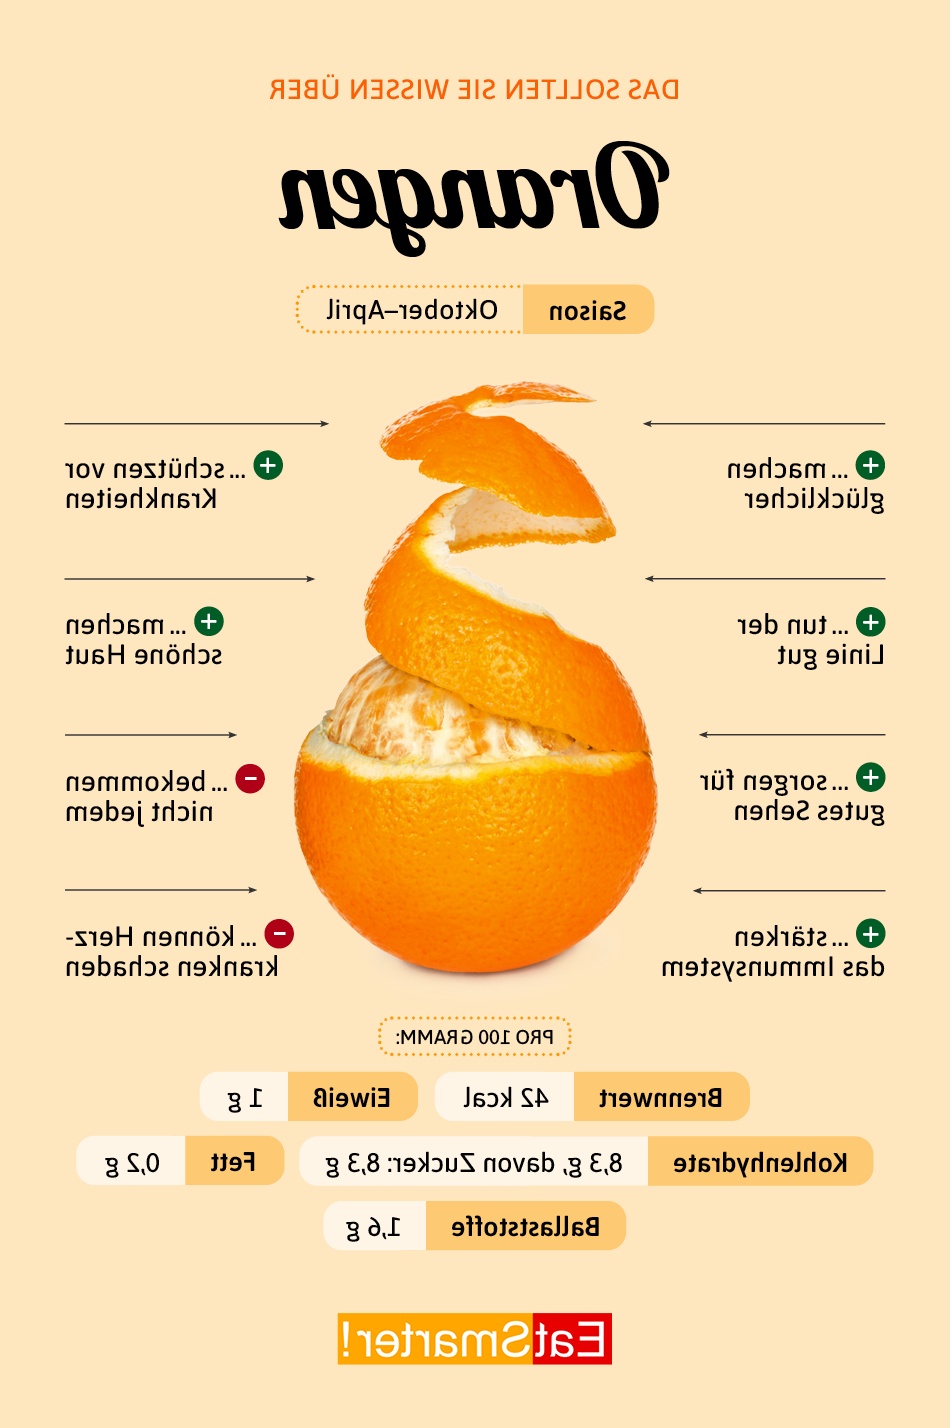 DAS SOLLTEN SIE WISSEN ÜBER
Orangen
Saison Oktober–April
+ ... machen
glücklicher
+ ... tun der
Linie gut
+ ... sorgen für
gutes Sehen
+ ... stärken
das Immunsystem
+ ... schützen vor
Krankheiten
+ ... machen
schöne Haut
– ... bekommen
nicht jedem
– ... können Herz-
kranken schaden
PRO 100 GRAMM:
Brennwert 42 kcal Eiweiß 1 g
Kohlenhydrate 8,3 g, davon Zucker: 8,3 g Fett 0,2 g
Ballaststoffe 1,6 g
EatSmarter!